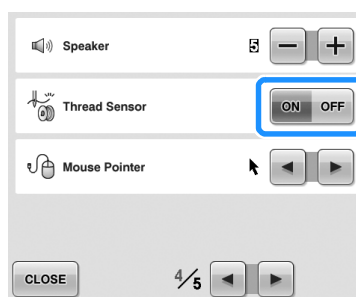 Speaker 5 − +
Thread Sensor ON OFF
Mouse Pointer
CLOSE 4/5